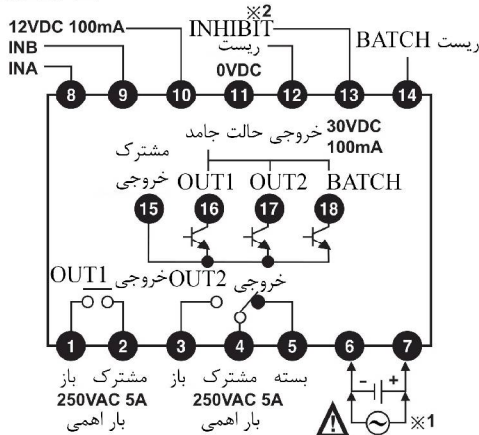 12VDC 100mA
INB
INA
※2
INHIBIT
ریست
0VDC
ریست BATCH
8 9 10 11 12 13 14
خروجی حالت جامد 30VDC
100mA
مشترک
خروجی
OUT1 OUT2 BATCH
15 16 17 18
خروجی OUT1
خروجی OUT2
1 2 3 4 5 6 7
باز مشترک باز مشترک بسته
250VAC 5A 250VAC 5A
بار اهمی بار اهمی
- +
※1